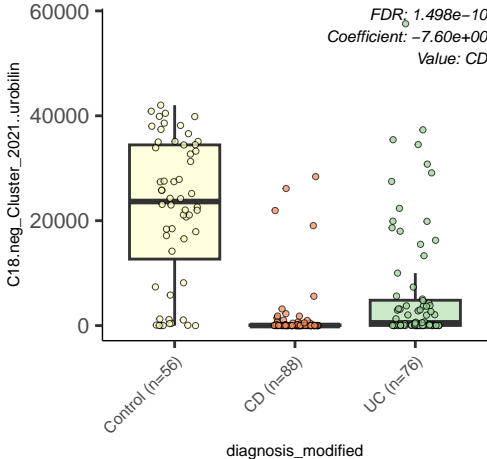 FDR: 1.498e−10
Coefficient: −7.60e+00
Value: CD
C18.neg_Cluster_2021..urobilin
60000
40000
20000
0
Control (n=56)
CD (n=88)
UC (n=76)
diagnosis_modified